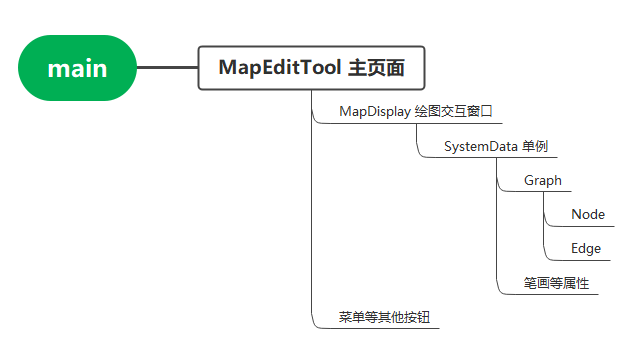 main
MapEditTool 主页面
MapDisplay 绘图交互窗口
SystemData 单例
Graph
Node
Edge
笔画等属性
菜单等其他按钮